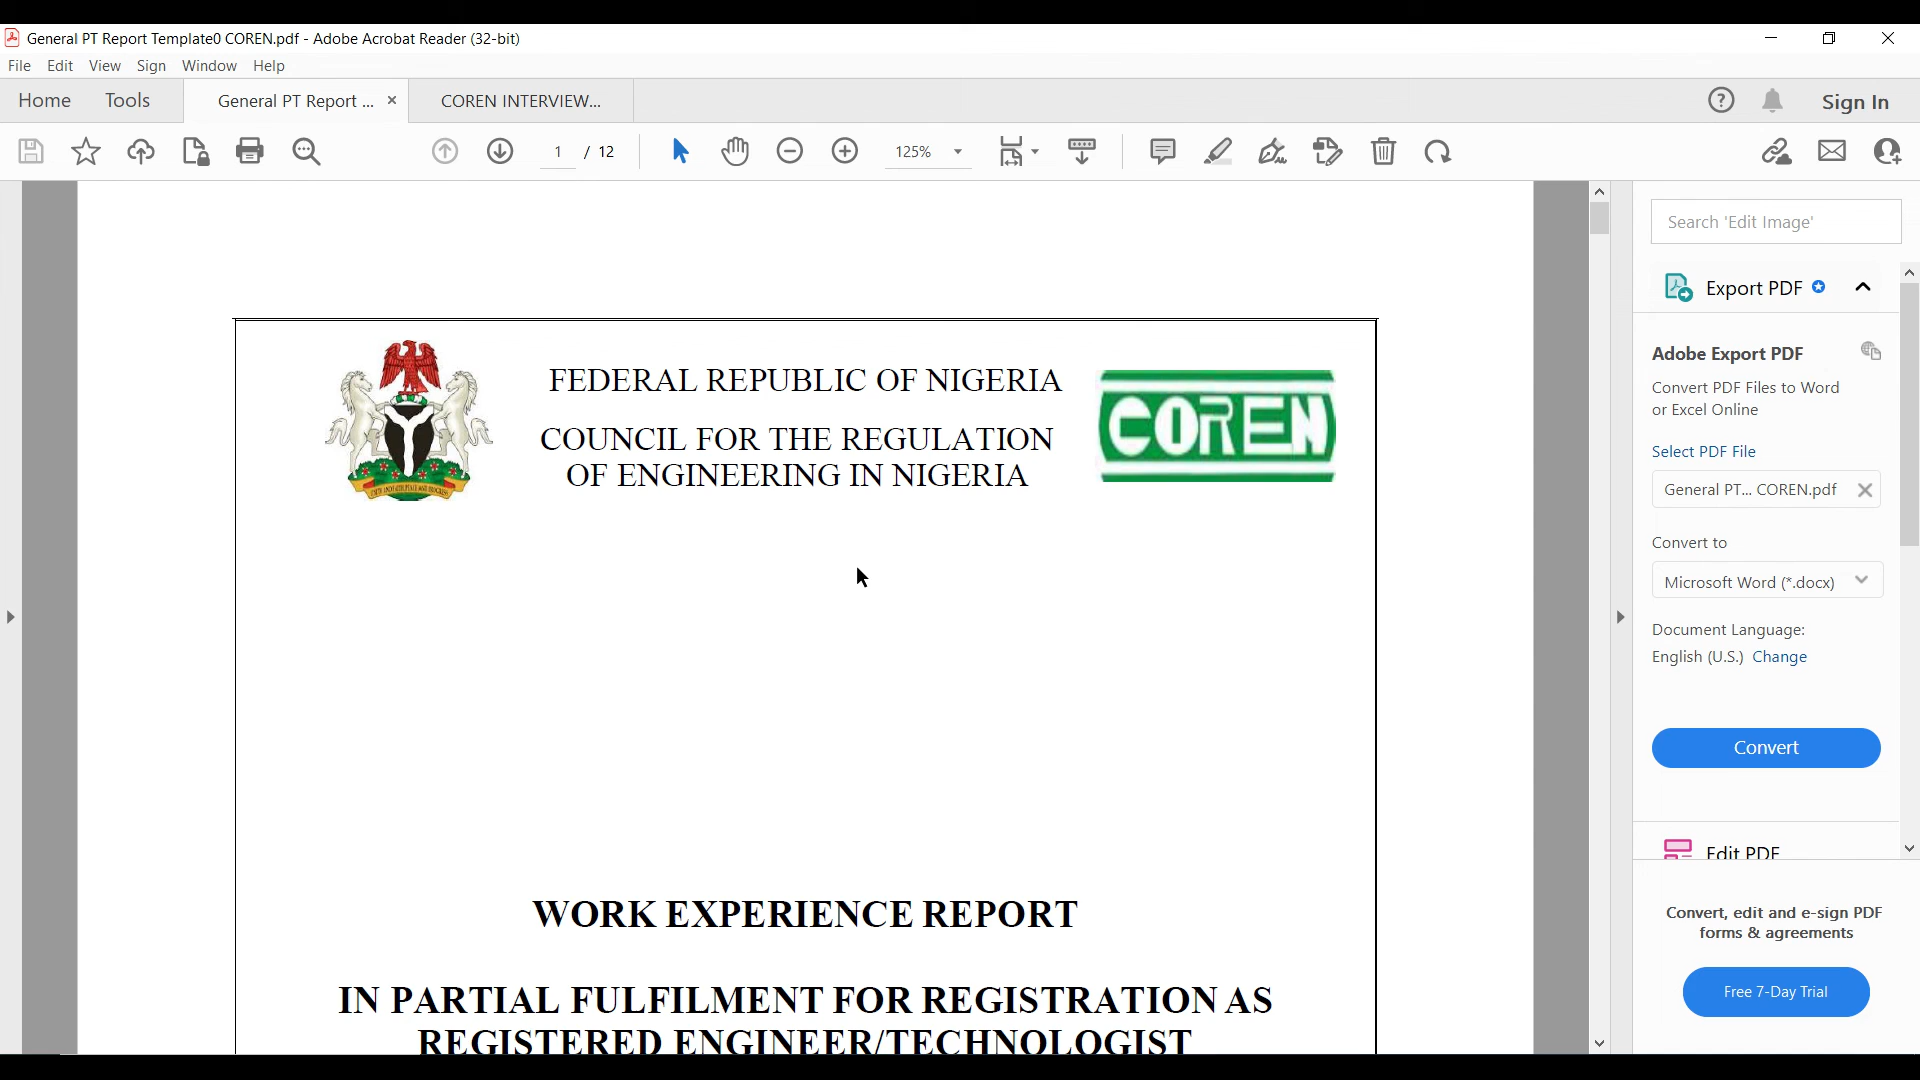 General PT Report Template0 COREN.pdf - Adobe Acrobat Reader (32-bit)
File Edit View Sign Window Help
Home Tools General PT Report ... × COREN INTERVIEW... Sign In
1 / 12 125%
Search 'Edit Image'
Export PDF
Adobe Export PDF
Convert PDF Files to Word
or Excel Online
Select PDF File
General PT... COREN.pdf
Convert to
Microsoft Word (*.docx)
Document Language:
English (U.S.) Change
Convert
Edit PDF
Convert, edit and e-sign PDF
forms & agreements
Free 7-Day Trial
FEDERAL REPUBLIC OF NIGERIA
COUNCIL FOR THE REGULATION
OF ENGINEERING IN NIGERIA
COREN
WORK EXPERIENCE REPORT
IN PARTIAL FULFILMENT FOR REGISTRATION AS
REGISTERED ENGINEER/TECHNOLOGIST